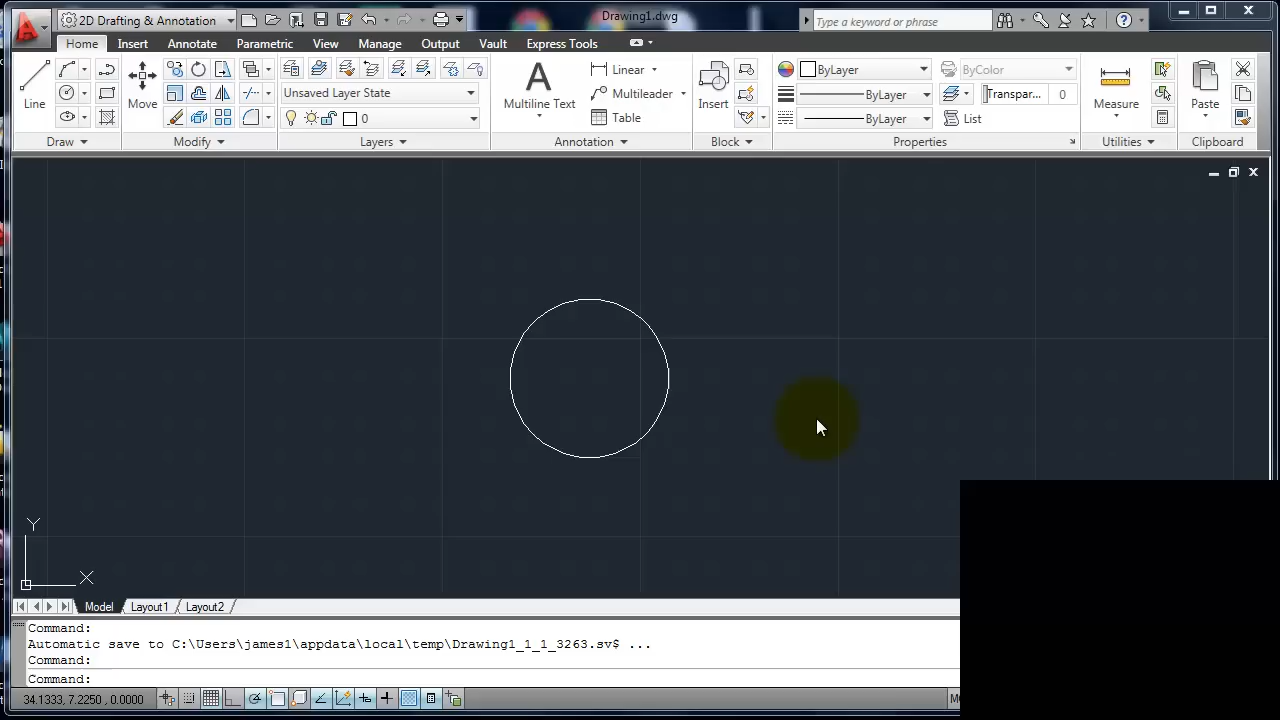 2D Drafting & Annotation
Drawing1.dwg
Type a keyword or phrase
Home Insert Annotate Parametric View Manage Output Vault Express Tools
Line
Move
Unsaved Layer State
0
Multiline Text
Linear
Multileader
Table
Insert
ByLayer
ByColor
ByLayer
Transpar...
0
ByLayer
List
Measure
Paste
Draw Modify Layers Annotation Block Properties Utilities Clipboard
Y
X
Model Layout1 Layout2
Command:
Automatic save to C:\Users\james1\appdata\local\temp\Drawing1_1_1_3263.sv$ ...
Command:
Command:
34.1333, 7.2250 , 0.0000